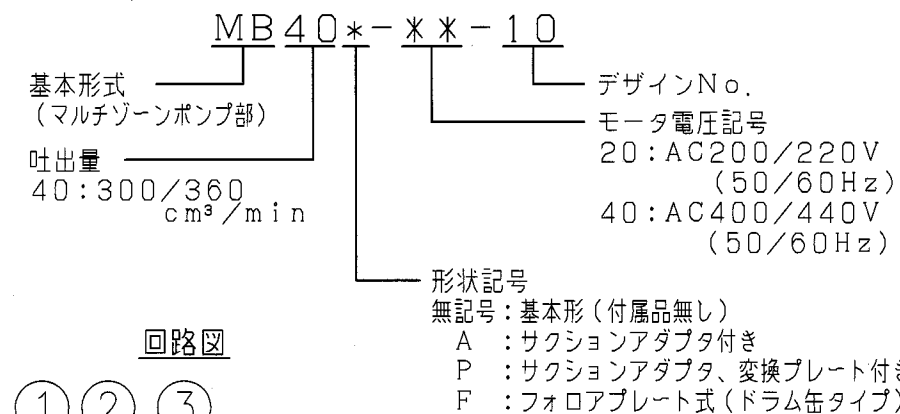 MB40*-**-10
基本形式
(マルチゾーンポンプ部)
吐出量
40:300/360
cm³/min
デザインNo.
モータ電圧記号
20:AC200/220V
(50/60Hz)
40:AC400/440V
(50/60Hz)
形状記号
無記号:基本形(付属品無し)
A :サクションアダプタ付き
P :サクションアダプタ、変換プレート付き
F :フォロアプレート式(ドラム缶タイプ)
回路図
① ② ③